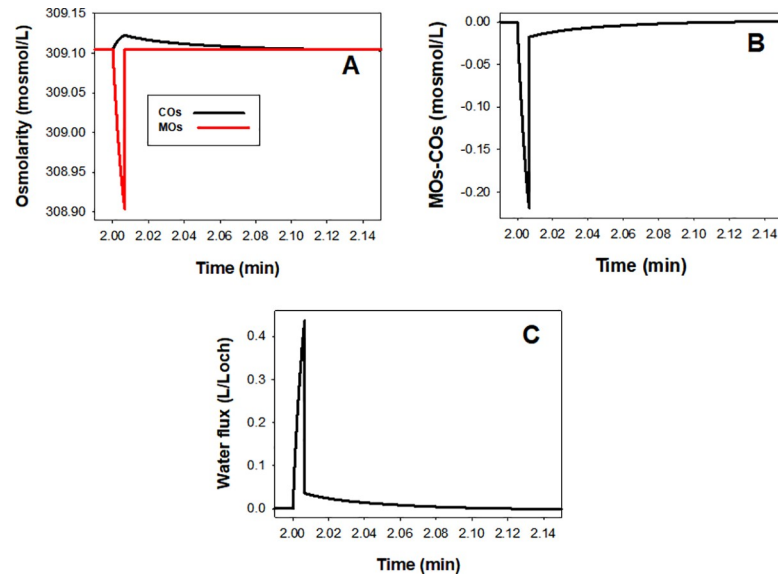 309.15
309.10
309.05
309.00
308.95
308.90
Osmolarity (mosmol/L)
A
COs
MOs
2.00 2.02 2.04 2.06 2.08 2.10 2.12 2.14
Time (min)
0.00
-0.05
-0.10
-0.15
-0.20
MOs-COs (mosmol/L)
B
2.00 2.02 2.04 2.06 2.08 2.10 2.12 2.14
Time (min)
0.4
0.3
0.2
0.1
0.0
Water flux (L/Loch)
C
2.00 2.02 2.04 2.06 2.08 2.10 2.12 2.14
Time (min)